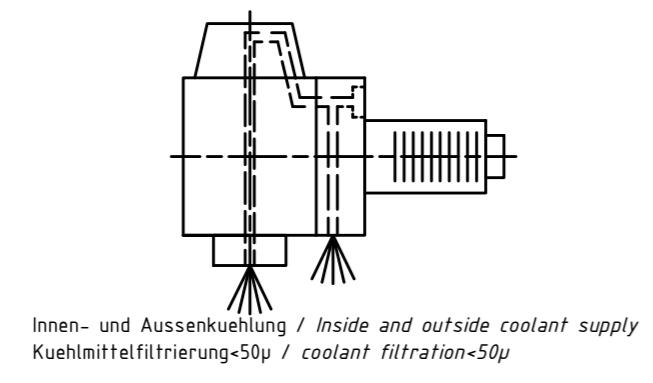 Innen- und Aussenkuehlung / Inside and outside coolant supply
Kuehlmittelfiltrierung<50µ / coolant filtration<50µ